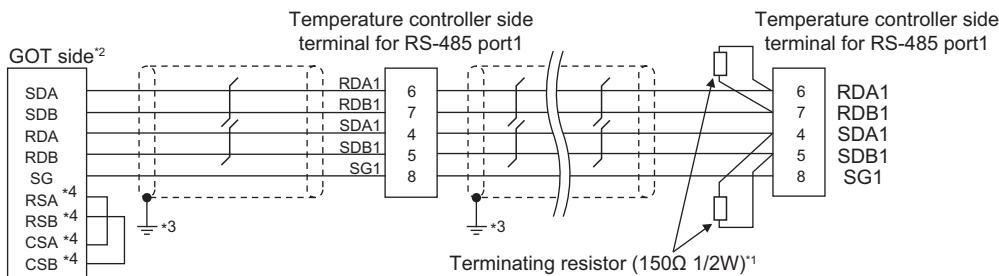 Temperature controller side
terminal for RS-485 port1
Temperature controller side
terminal for RS-485 port1
GOT side*2
SDA
SDB
RDA
RDB
SG
RSA *4
RSB *4
CSA *4
CSB *4
*3
RDA1
RDB1
SDA1
SDB1
SG1
6
7
4
5
8
*3
6
7
4
5
8
RDA1
RDB1
SDA1
SDB1
SG1
Terminating resistor (150Ω 1/2W)*1